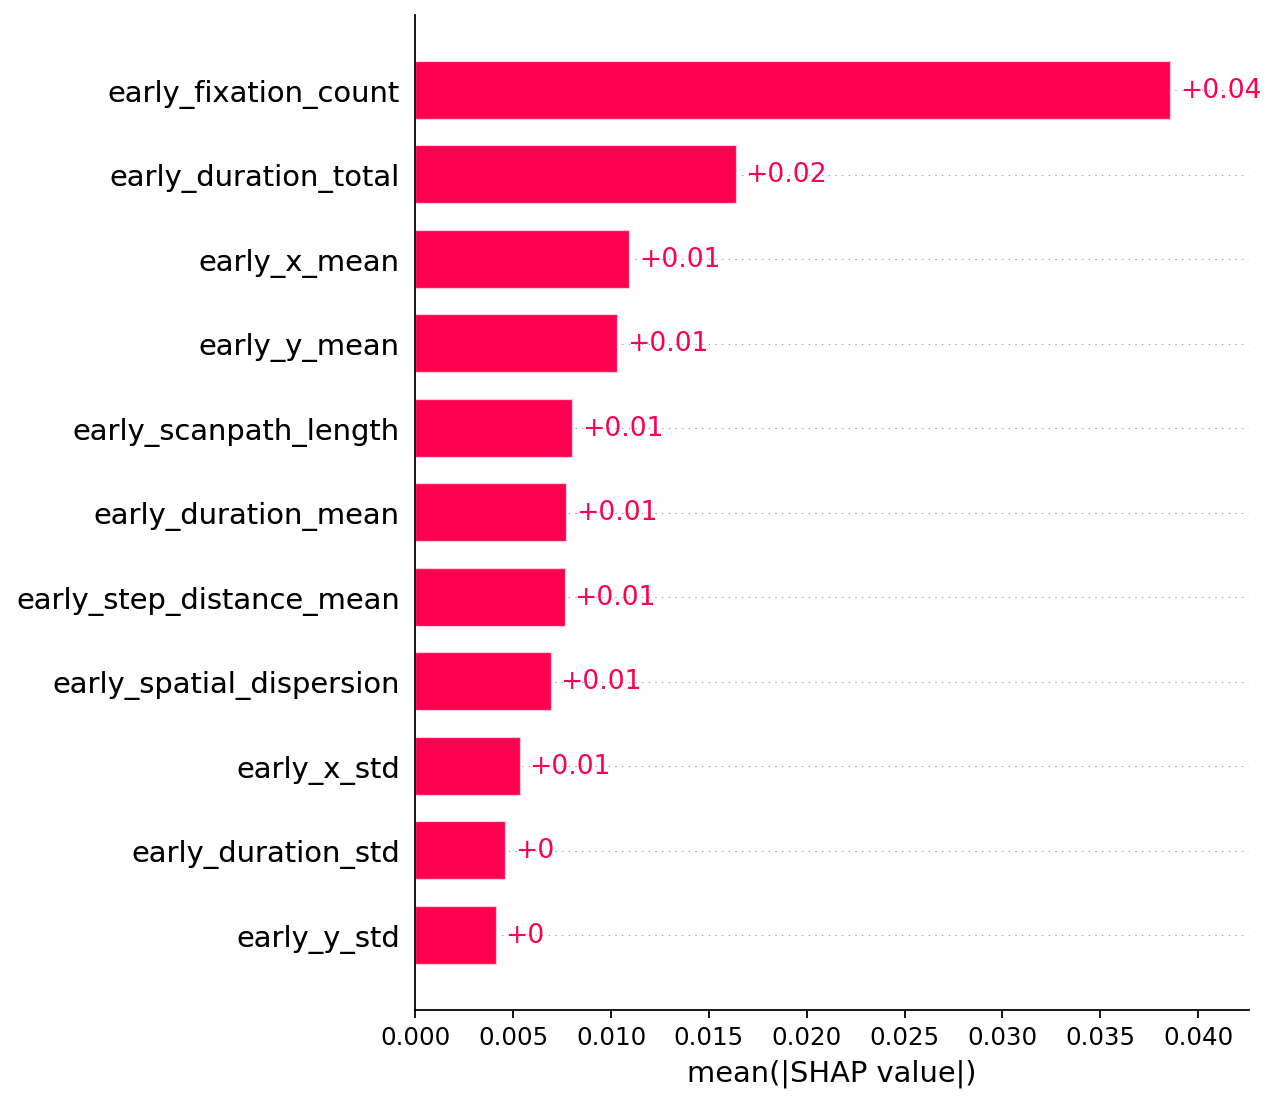 early_fixation_count +0.04
early_duration_total +0.02
early_x_mean +0.01
early_y_mean +0.01
early_scanpath_length +0.01
early_duration_mean +0.01
early_step_distance_mean +0.01
early_spatial_dispersion +0.01
early_x_std +0.01
early_duration_std +0
early_y_std +0
0.000 0.005 0.010 0.015 0.020 0.025 0.030 0.035 0.040
mean(|SHAP value|)